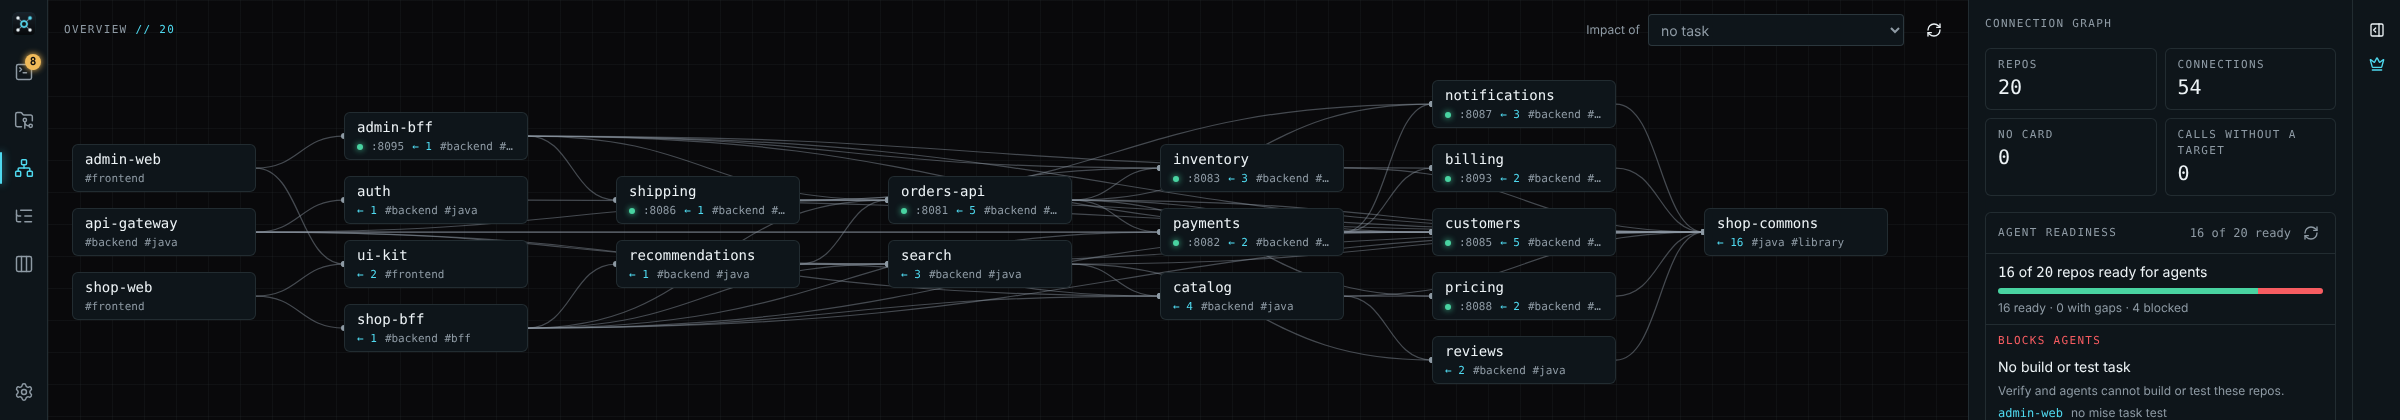 8
OVERVIEW // 20
Impact of
no task
admin-web
#frontend
api-gateway
#backend #java
shop-web
#frontend
admin-bff
:8095 ← 1 #backend #…
auth
← 1 #backend #java
ui-kit
← 2 #frontend
shop-bff
← 1 #backend #bff
shipping
:8086 ← 1 #backend #…
recommendations
← 1 #backend #java
orders-api
:8081 ← 5 #backend #…
search
← 3 #backend #java
inventory
:8083 ← 3 #backend #…
payments
:8082 ← 2 #backend #…
catalog
← 4 #backend #java
notifications
:8087 ← 3 #backend #…
billing
:8093 ← 2 #backend #…
customers
:8085 ← 5 #backend #…
pricing
:8088 ← 2 #backend #…
reviews
← 2 #backend #java
shop-commons
← 16 #java #library
CONNECTION GRAPH
REPOS
20
CONNECTIONS
54
NO CARD
0
CALLS WITHOUT A
TARGET
0
AGENT READINESS 16 of 20 ready
16 of 20 repos ready for agents
16 ready · 0 with gaps · 4 blocked
BLOCKS AGENTS
No build or test task
Verify and agents cannot build or test these repos.
admin-web no mise task test